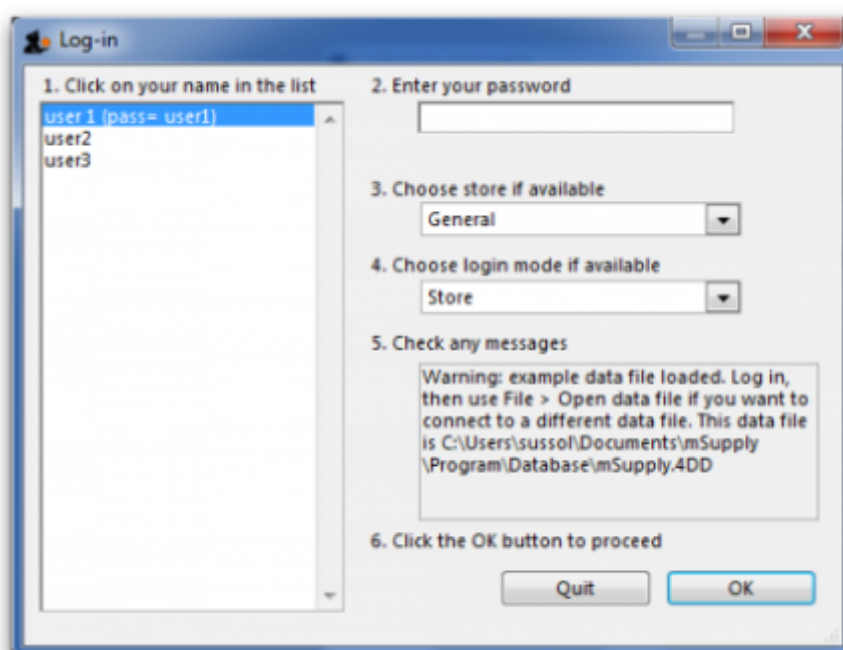 Log-in
1. Click on your name in the list
user 1 (pass= user1)
user2
user3
2. Enter your password
3. Choose store if available
General
4. Choose login mode if available
Store
5. Check any messages
Warning: example data file loaded. Log in,
then use File > Open data file if you want to
connect to a different data file. This data file
is C:\Users\sussol\Documents\mSupply
\Program\Database\mSupply.4DD
6. Click the OK button to proceed
Quit
OK